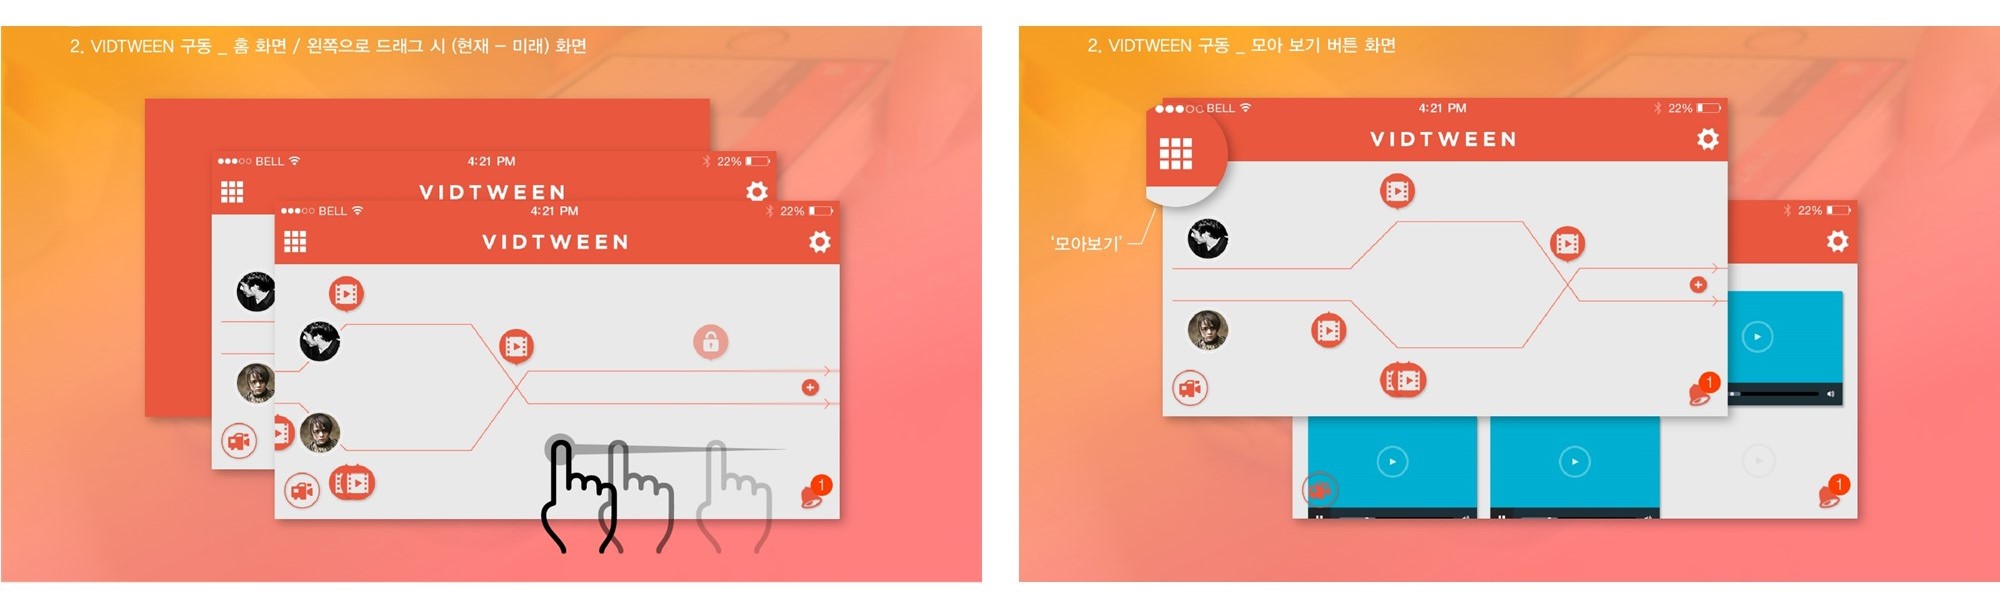 2. VIDTWEEN 구동 _ 홈 화면 / 왼쪽으로 드래그 시 (현재 - 미래) 화면
BELL 4:21 PM 22%
VIDTWEEN
BELL 4:21 PM 22%
VIDTWEEN
1
2. VIDTWEEN 구동 _ 모아 보기 버튼 화면
BELL 4:21 PM 22%
VIDTWEEN
22%
'모아보기'
1
1